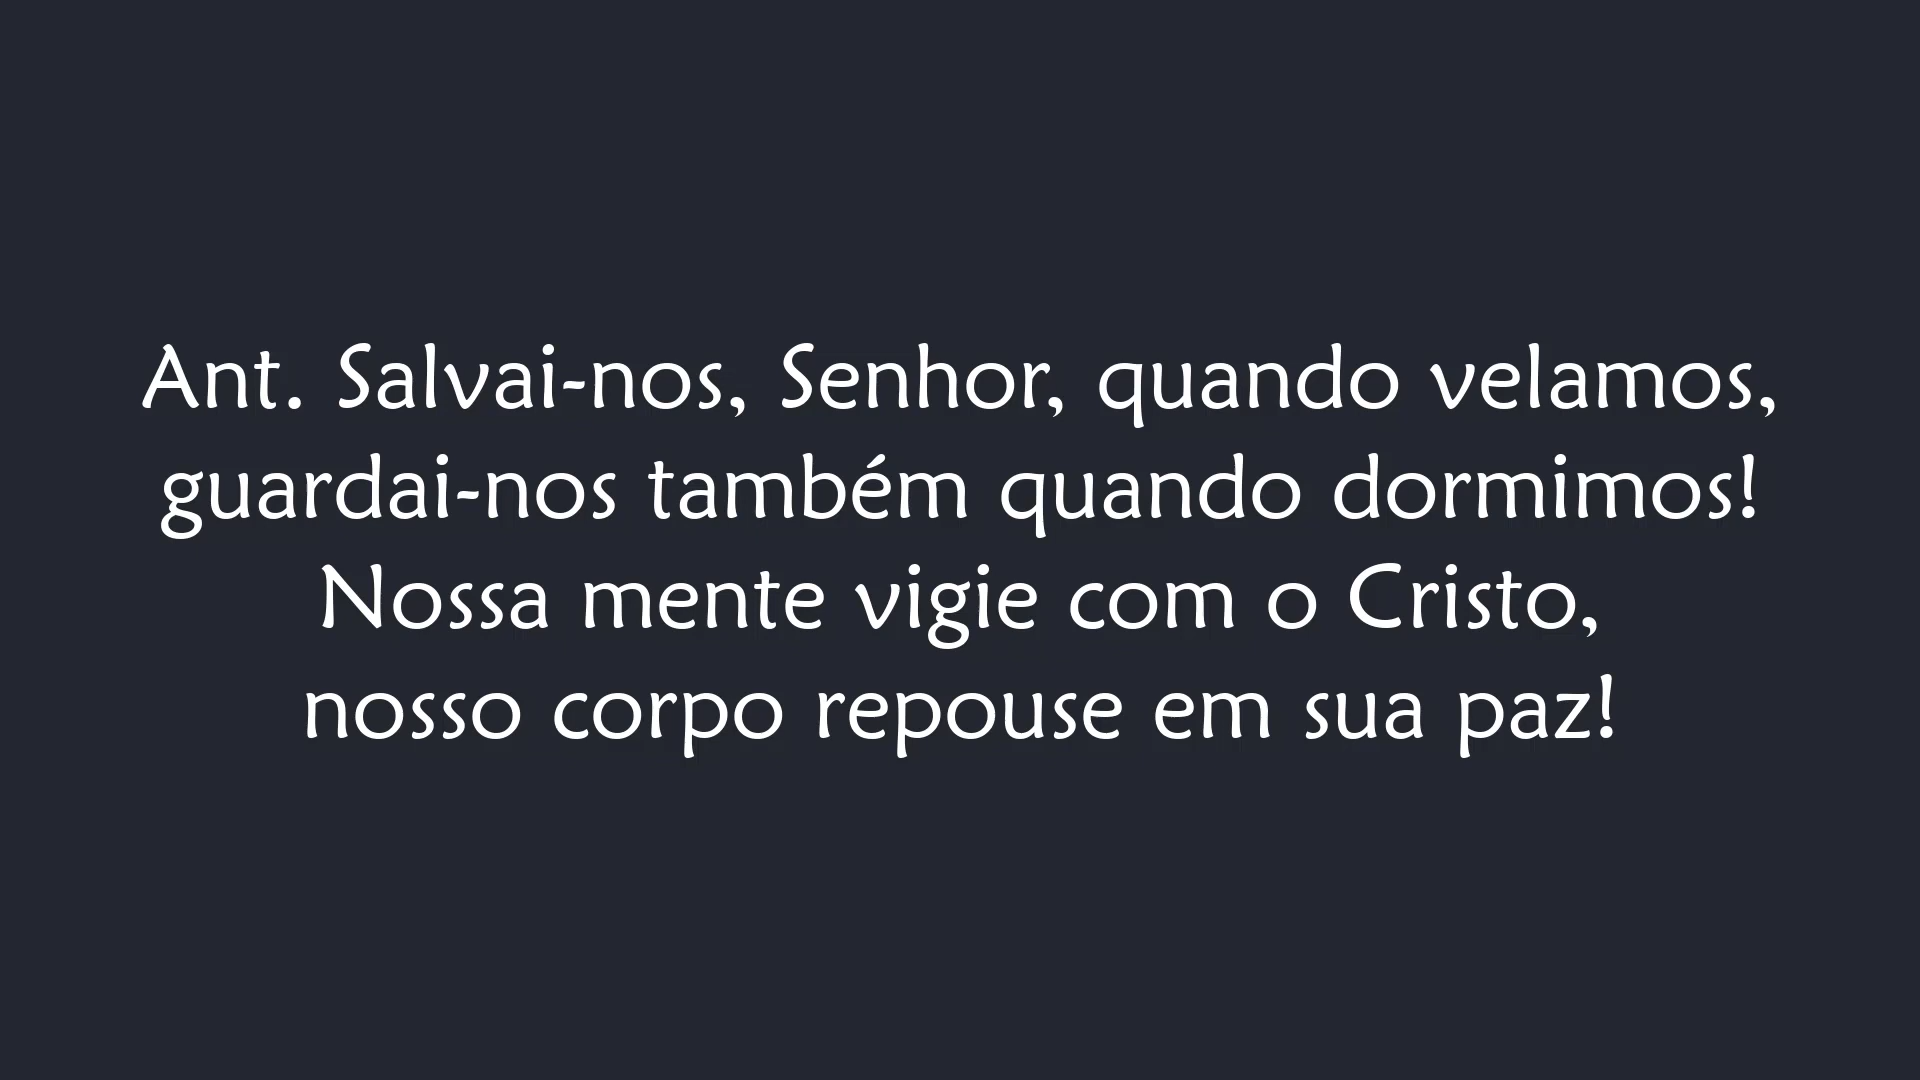 Ant. Salvai-nos, Senhor, quando velamos,
guardai-nos também quando dormimos!
Nossa mente vigie com o Cristo,
nosso corpo repouse em sua paz!